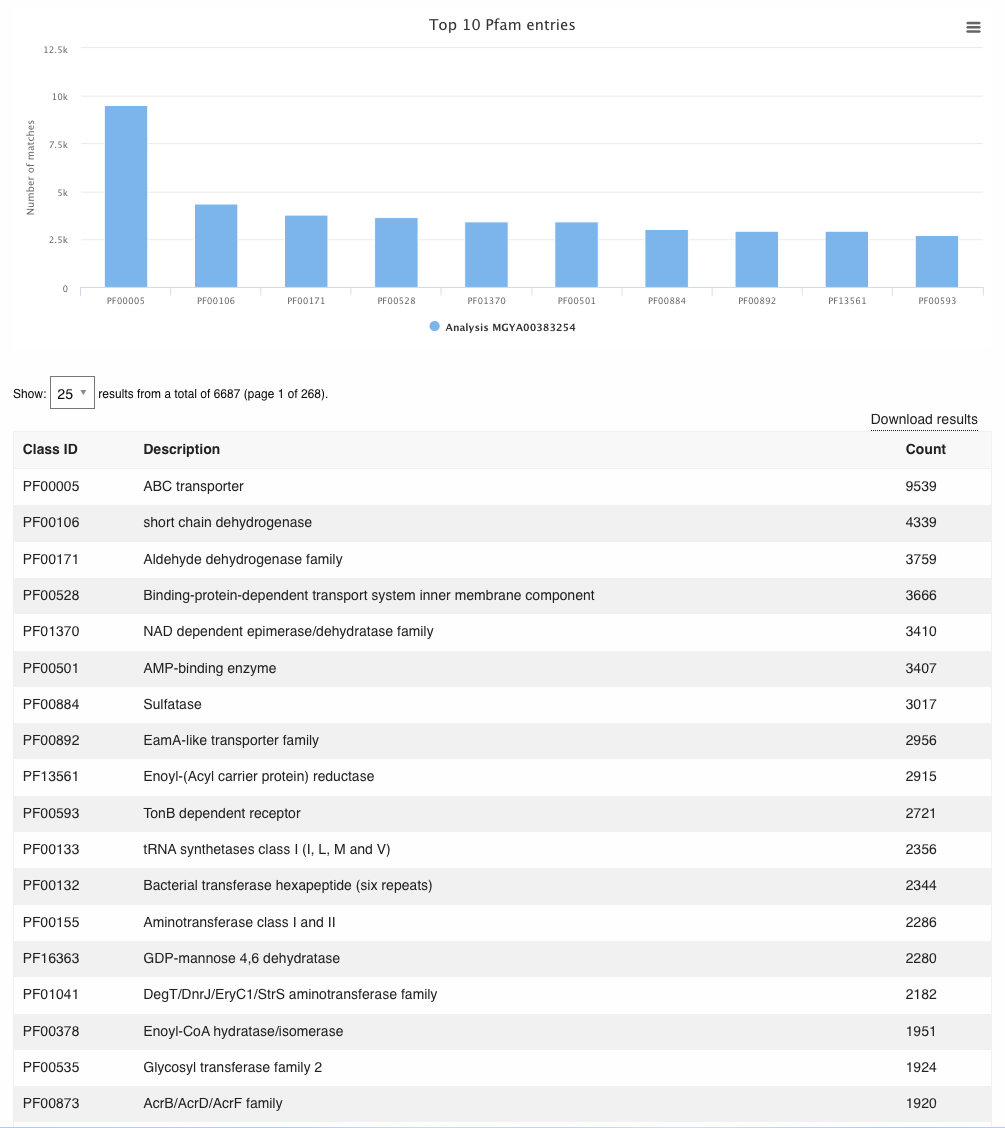 Top 10 Pfam entries
12.5k
10k
7.5k
5k
2.5k
0
Number of matches
PF00005 PF00106 PF00171 PF00528 PF01370 PF00501 PF00884 PF00892 PF13561 PF00593
Analysis MGYA00383254
Show: 25 results from a total of 6687 (page 1 of 268).
Download results
Class ID Description Count
PF00005 ABC transporter 9539
PF00106 short chain dehydrogenase 4339
PF00171 Aldehyde dehydrogenase family 3759
PF00528 Binding-protein-dependent transport system inner membrane component 3666
PF01370 NAD dependent epimerase/dehydratase family 3410
PF00501 AMP-binding enzyme 3407
PF00884 Sulfatase 3017
PF00892 EamA-like transporter family 2956
PF13561 Enoyl-(Acyl carrier protein) reductase 2915
PF00593 TonB dependent receptor 2721
PF00133 tRNA synthetases class I (I, L, M and V) 2356
PF00132 Bacterial transferase hexapeptide (six repeats) 2344
PF00155 Aminotransferase class I and II 2286
PF16363 GDP-mannose 4,6 dehydratase 2280
PF01041 DegT/DnrJ/EryC1/StrS aminotransferase family 2182
PF00378 Enoyl-CoA hydratase/isomerase 1951
PF00535 Glycosyl transferase family 2 1924
PF00873 AcrB/AcrD/AcrF family 1920